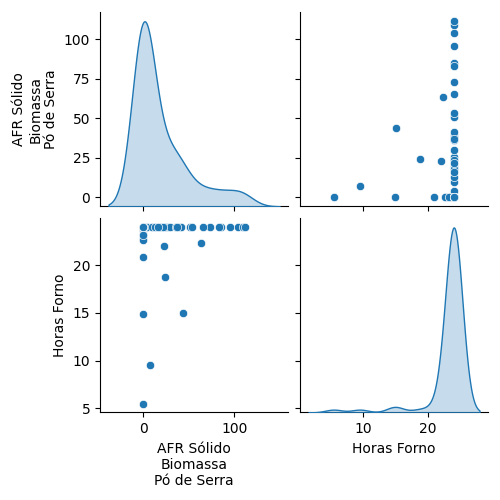 100
75
50
25
0
AFR Sólido
Biomassa
Pó de Serra
20
15
10
5
Horas Forno
0
100
AFR Sólido
Biomassa
Pó de Serra
10
20
Horas Forno